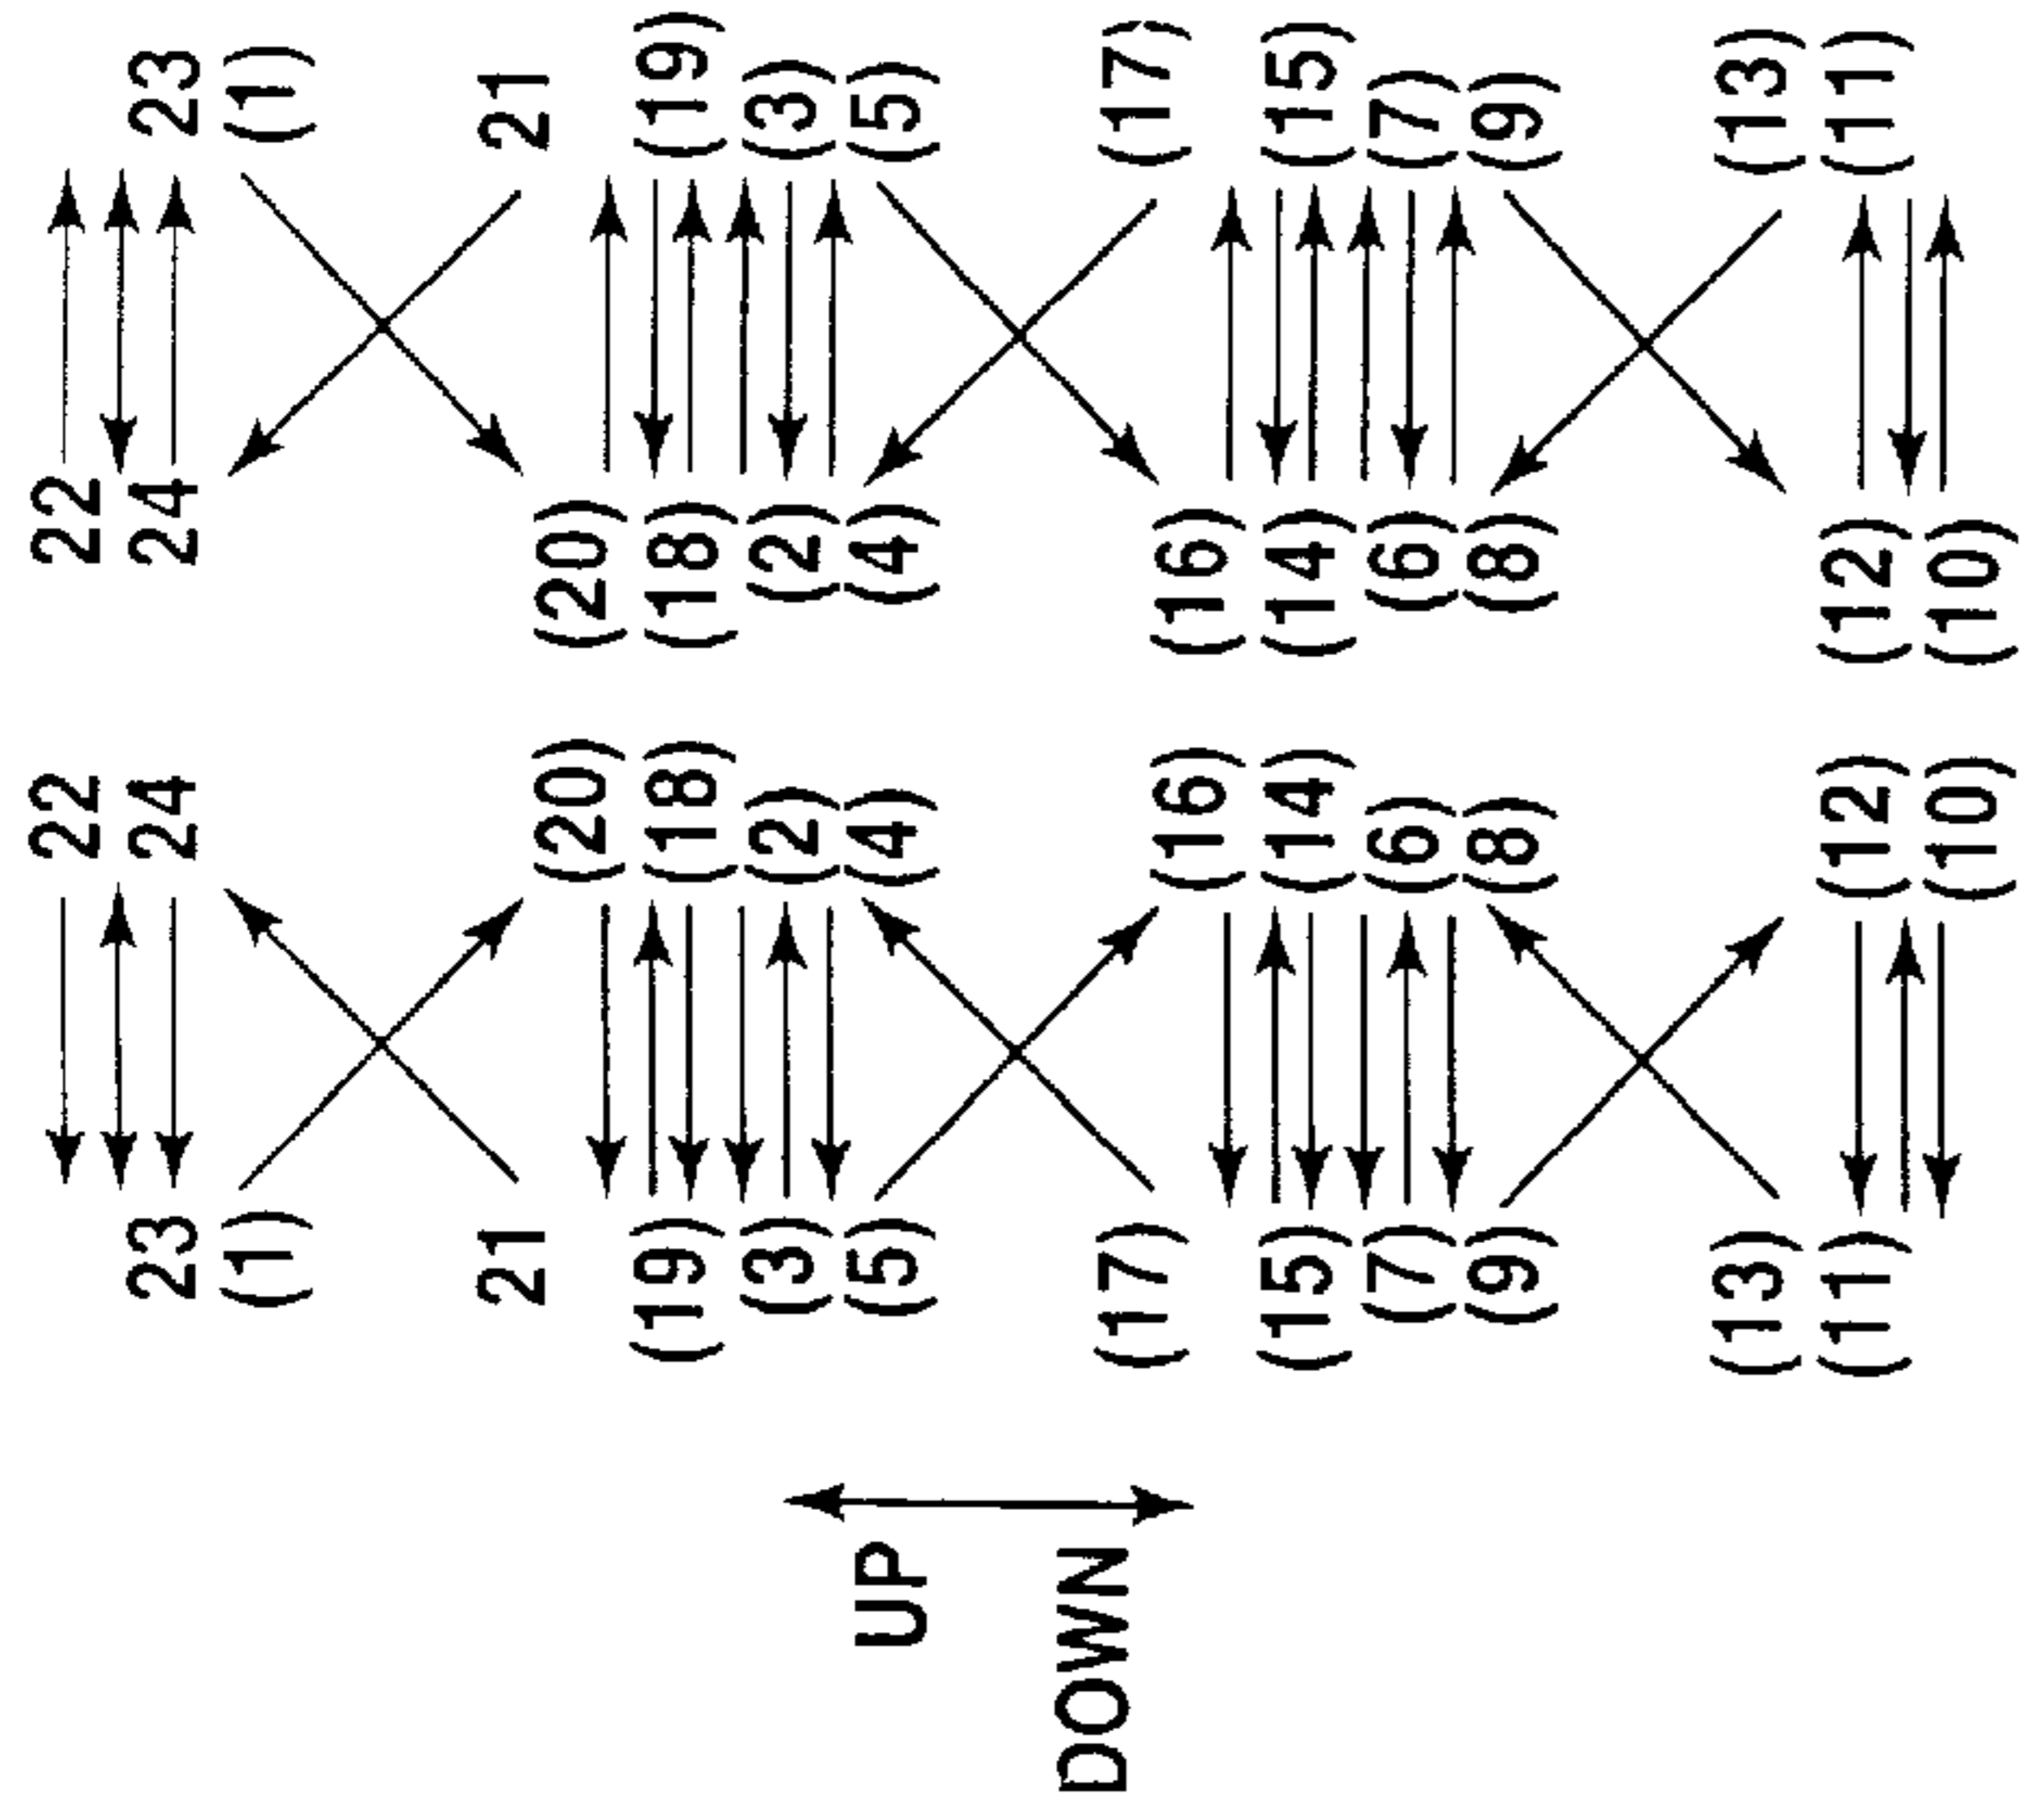 22 22
23 24 24 23
(1) (1)
21 21
(20) (20)
(19) (18) (18) (19)
(3) (2) (2) (3)
UP (5) (4) (4) (5)
DOWN (17) (17)
(16) (16)
(15) (14) (14) (15)
(7) (6) (6) (7)
(9) (8) (8) (9)
(13) (13)
(11) (12) (12) (11)
(10) (10)